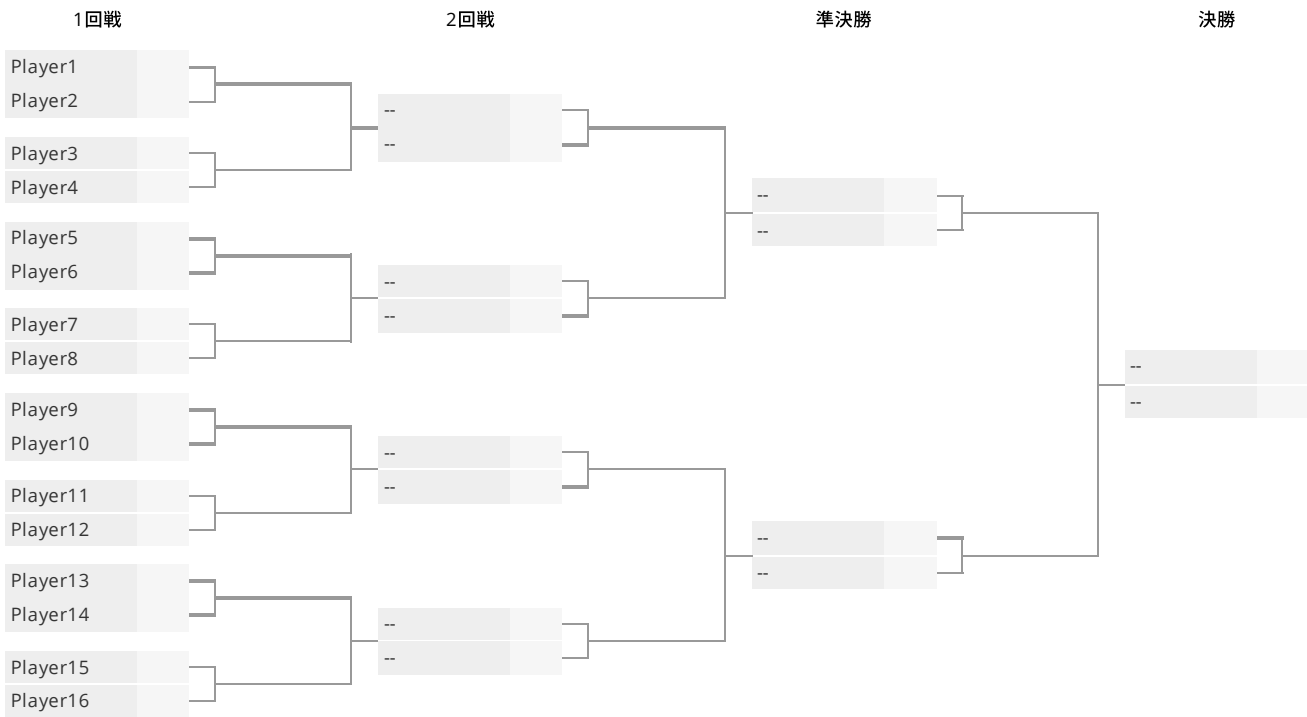 1回戦 2回戦 準決勝 決勝
Player1
Player2
Player3
Player4
Player5
Player6
Player7
Player8
Player9
Player10
Player11
Player12
Player13
Player14
Player15
Player16
--
--
--
--
--
--
--
--
--
--
--
--
--
--